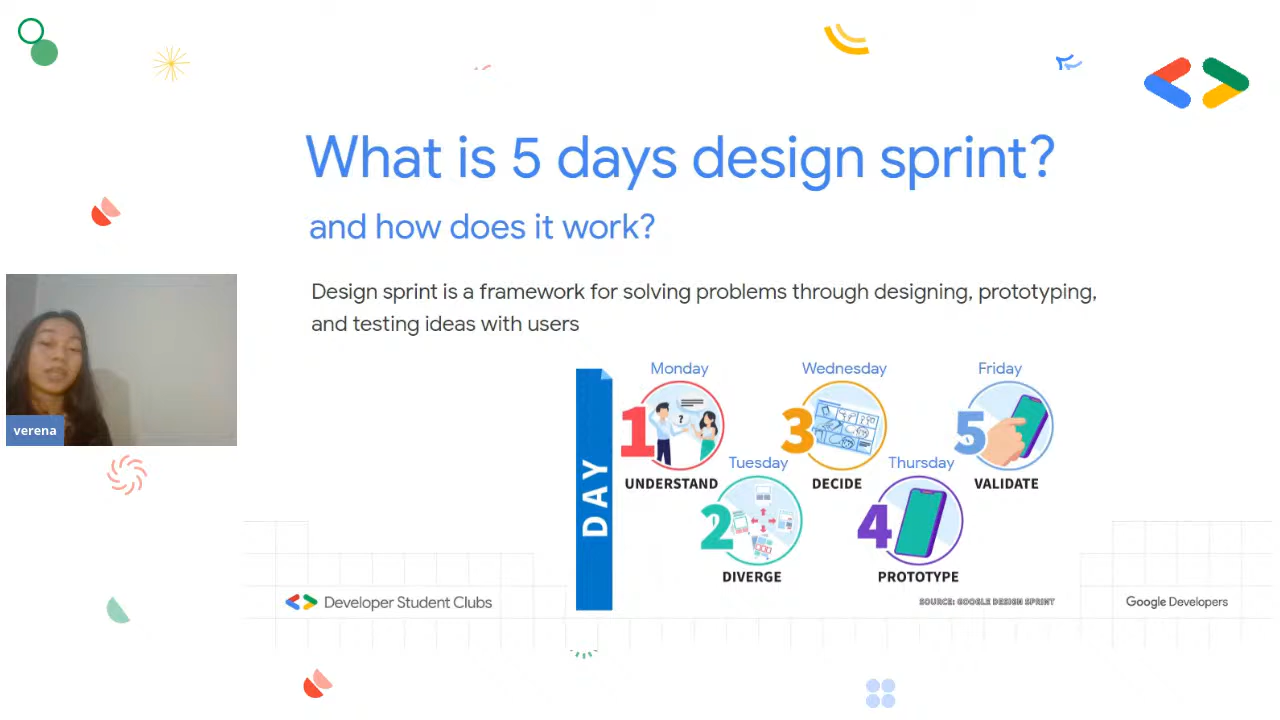 What is 5 days design sprint?
and how does it work?
Design sprint is a framework for solving problems through designing, prototyping,
and testing ideas with users
verena
DAY
Monday
1
?
UNDERSTAND
Tuesday
2
DIVERGE
Wednesday
3
DECIDE
Thursday
4
PROTOTYPE
Friday
5
VALIDATE
SOURCE: GOOGLE DESIGN SPRINT
Developer Student Clubs
Google Developers